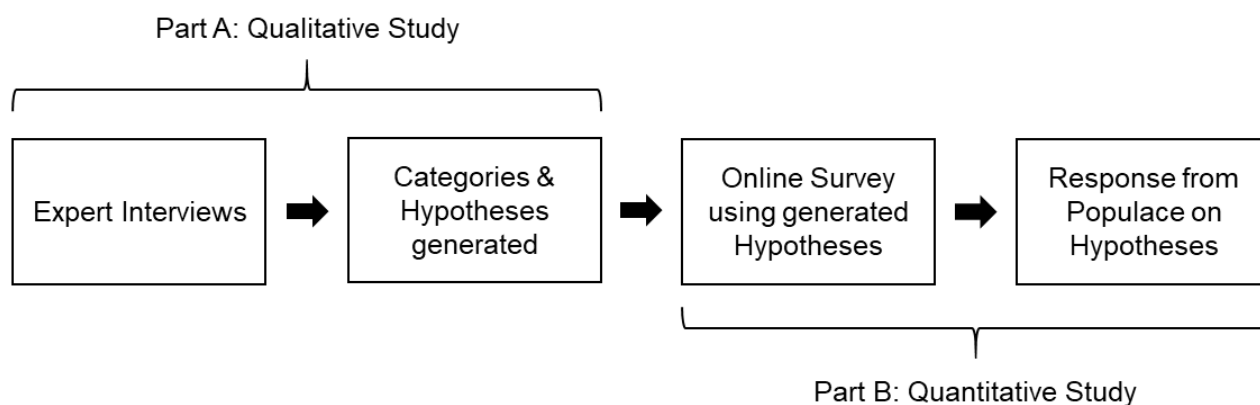 Part A: Qualitative Study
Expert Interviews
Categories &
Hypotheses
generated
Online Survey
using generated
Hypotheses
Response from
Populace on
Hypotheses
Part B: Quantitative Study